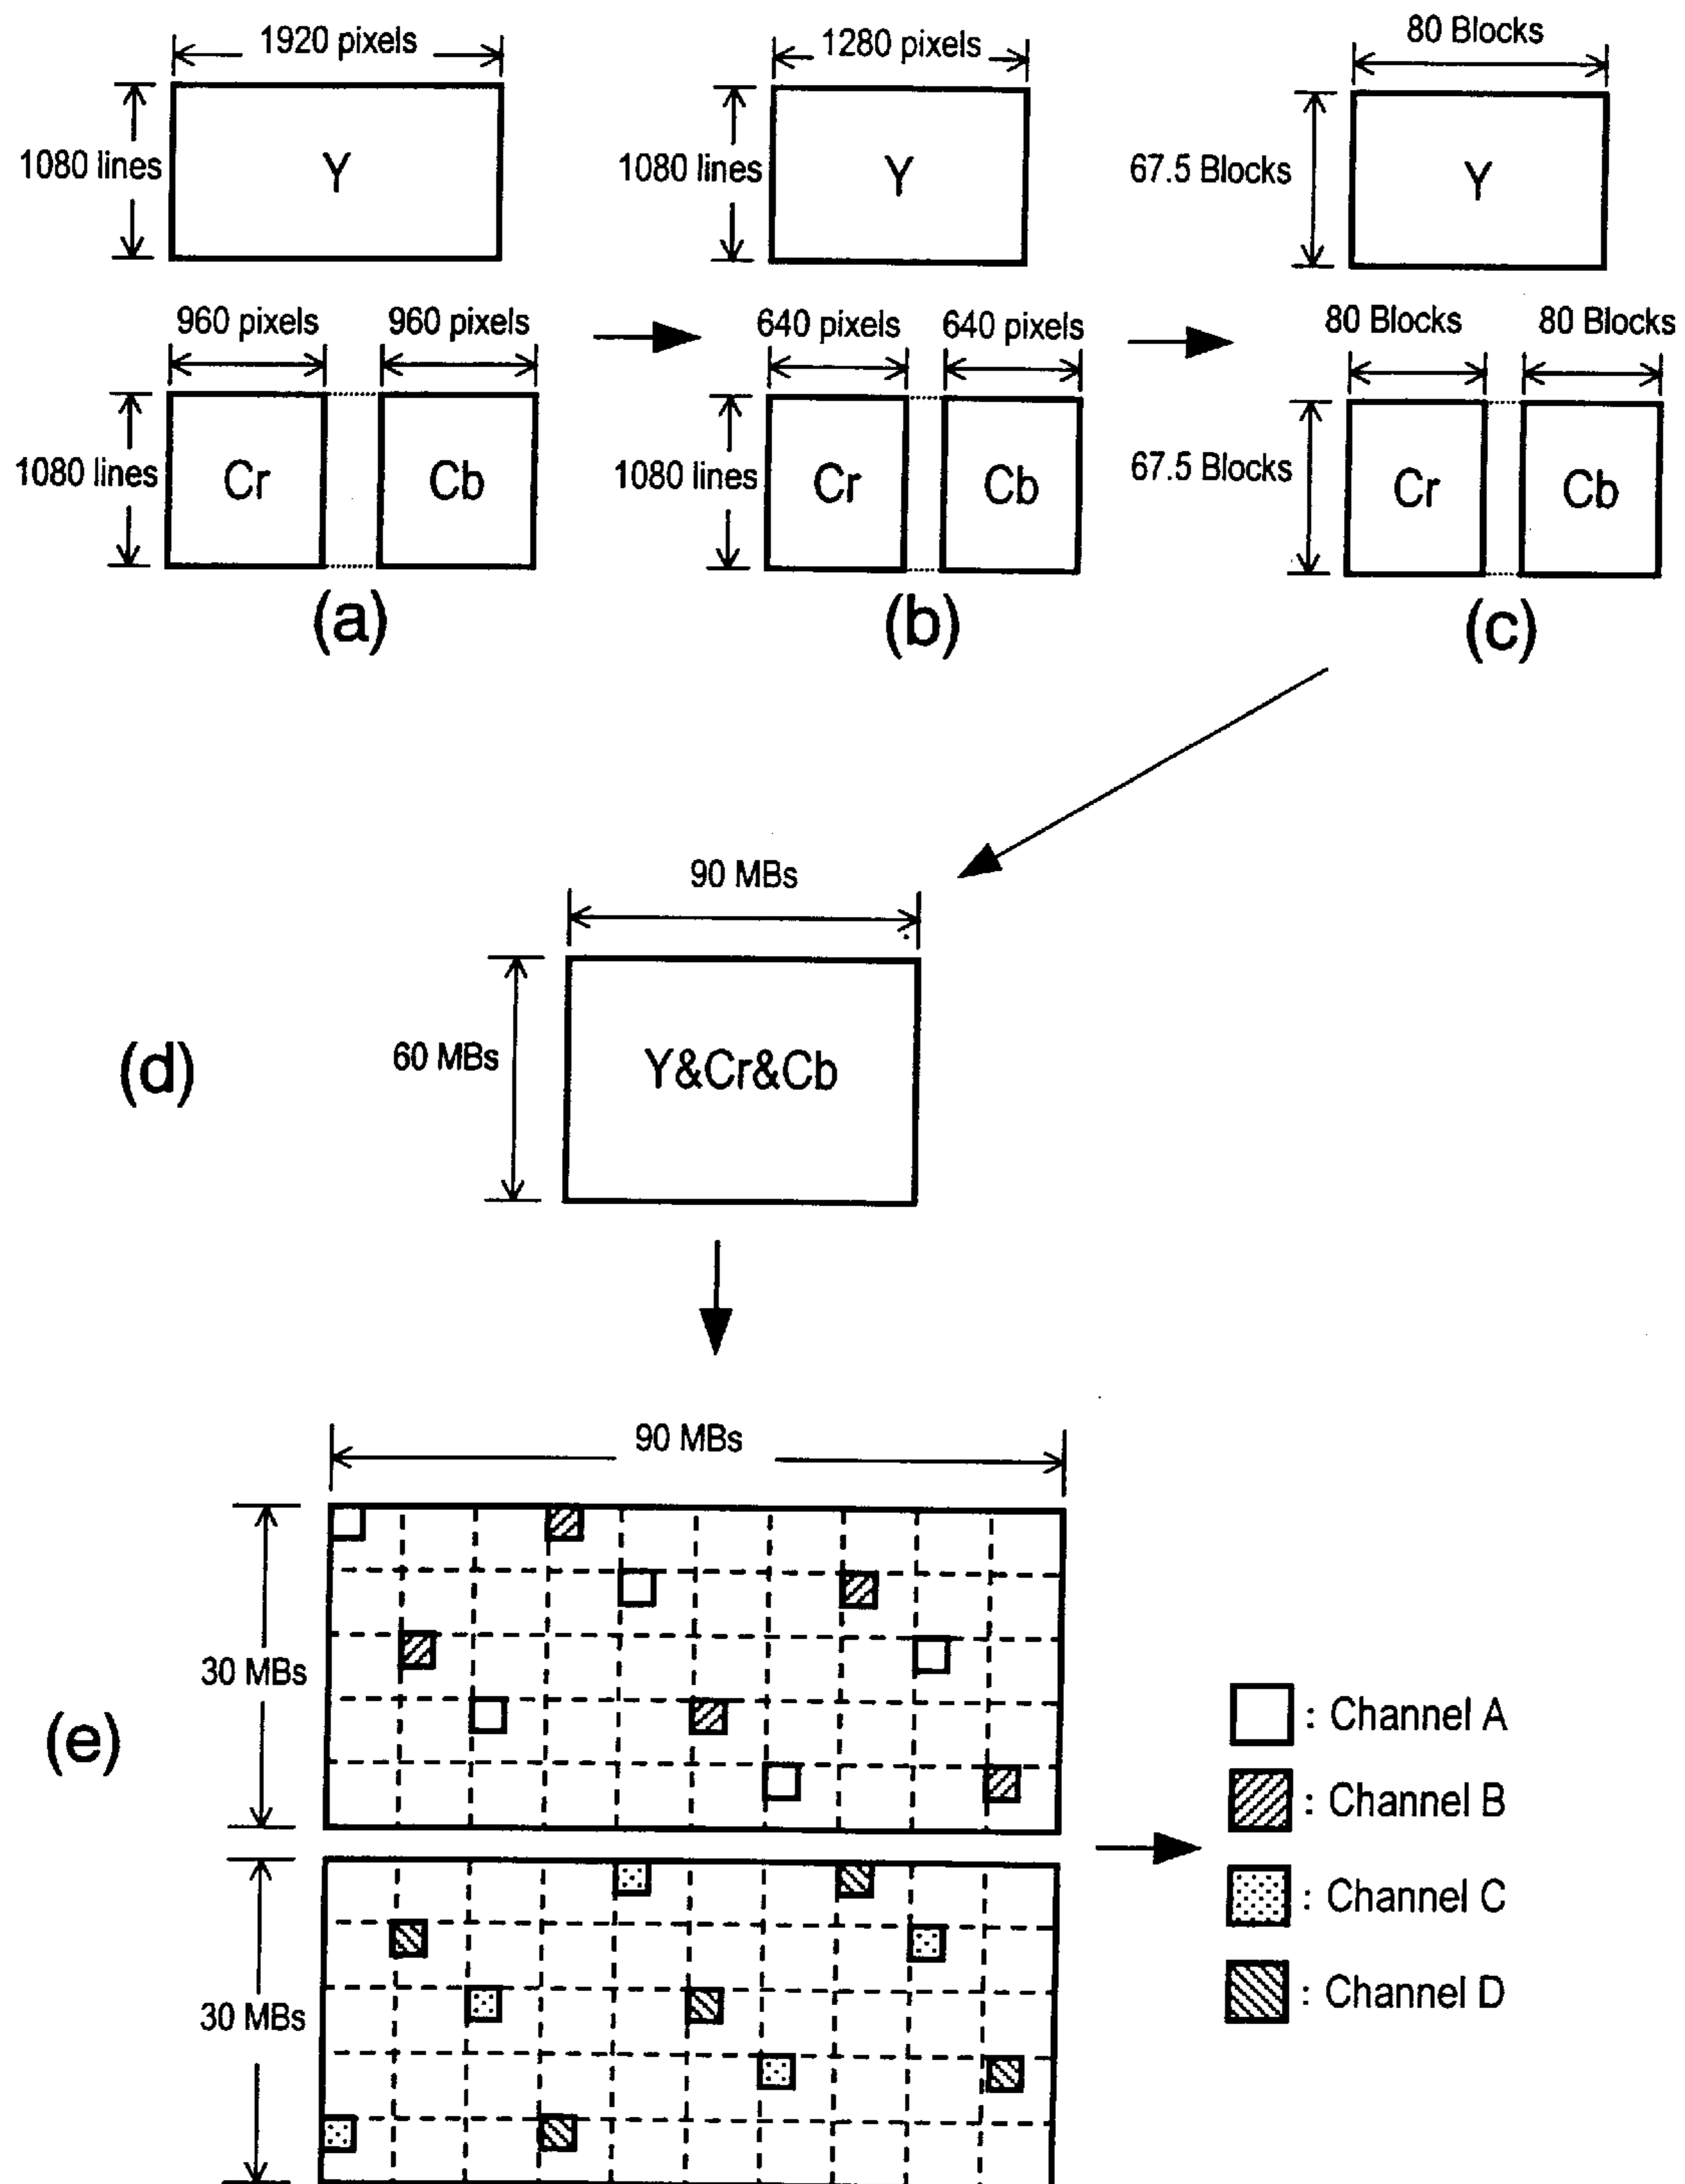 1920 pixels
1080 lines
Y
960 pixels
960 pixels
1080 lines
Cr
Cb
(a)
1280 pixels
1080 lines
Y
640 pixels
640 pixels
1080 lines
Cr
Cb
(b)
80 Blocks
67.5 Blocks
Y
80 Blocks
80 Blocks
67.5 Blocks
Cr
Cb
(c)
(d)
90 MBs
60 MBs
Y&Cr&Cb
(e)
90 MBs
30 MBs
30 MBs
: Channel A
: Channel B
: Channel C
: Channel D